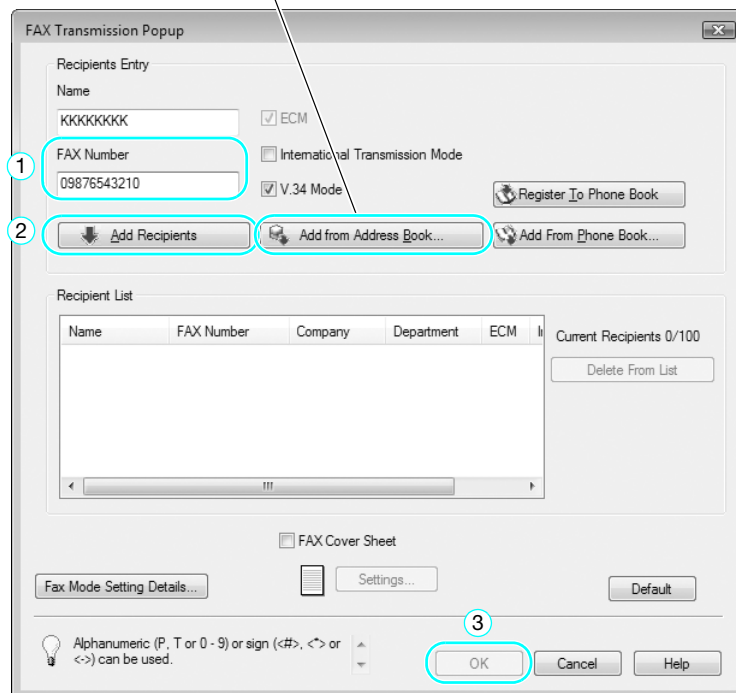 FAX Transmission Popup
Recipients Entry
Name
KKKKKKKK
ECM
1
FAX Number
International Transmission Mode
09876543210
V.34 Mode
Register To Phone Book
2
Add Recipients
Add from Address Book...
Add From Phone Book...
Recipient List
Name FAX Number Company Department ECM
Current Recipients 0/100
Delete From List
FAX Cover Sheet
Fax Mode Setting Details...
Settings...
Default
3
Alphanumeric (P, T or 0 - 9) or sign (<#>, <*> or
<-> can be used.
OK
Cancel
Help